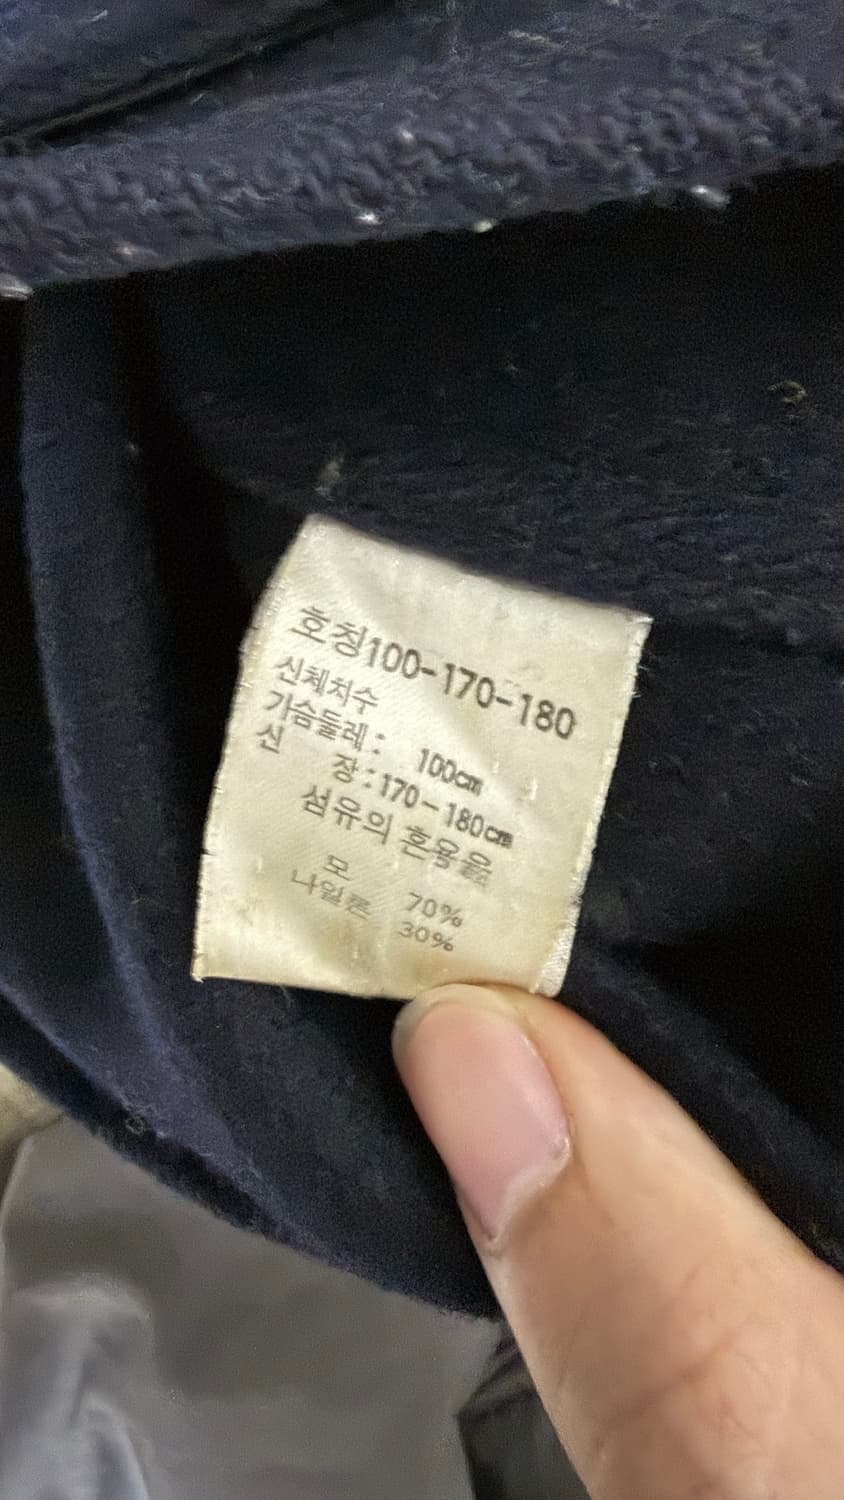 호칭100-170-180
신체치수
가슴둘레: 100cm
신 장:170-180cm
섬유의 혼용율
모 70%
나일론 30%